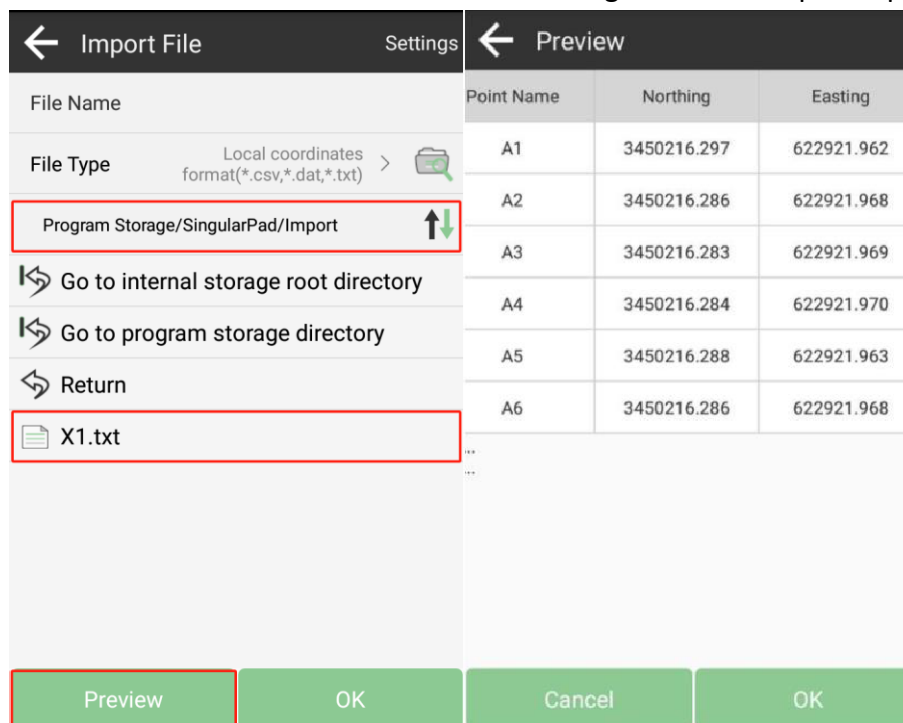 Import File
Settings
File Name
File Type
Local coordinates
format(*.csv,*.dat,*.txt)
Program Storage/SingularPad/Import
Go to internal storage root directory
Go to program storage directory
Return
X1.txt
Preview
OK
Preview
Point Name Northing Easting
A1 3450216.297 622921.962
A2 3450216.286 622921.968
A3 3450216.283 622921.969
A4 3450216.284 622921.970
A5 3450216.288 622921.963
A6 3450216.286 622921.968
...
...
Cancel
OK